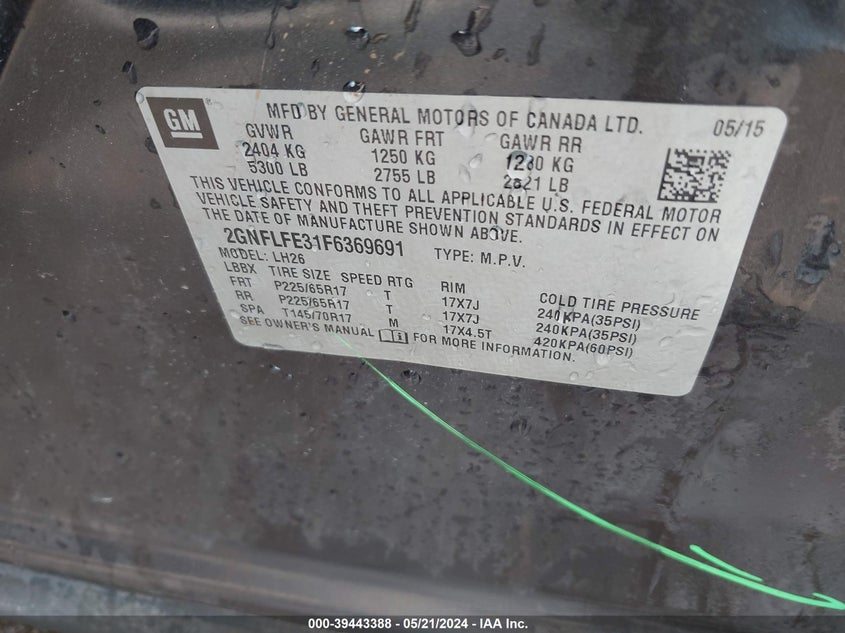 GM
MFD BY GENERAL MOTORS OF CANADA LTD. 05/15
GVWR GAWR FRT GAWR RR
2404 KG 1250 KG 1280 KG
5300 LB 2755 LB 2821 LB
THIS VEHICLE CONFORMS TO ALL APPLICABLE U.S. FEDERAL MOTOR
VEHICLE SAFETY AND THEFT PREVENTION STANDARDS IN EFFECT ON
THE DATE OF MANUFACTURE SHOWN ABOVE.
2GNFLFE31F6369691 TYPE: M.P.V.
MODEL: LH26
LBBX TIRE SIZE SPEED RTG RIM COLD TIRE PRESSURE
FRT P225/65R17 T 17X7J 240KPA(35PSI)
RR P225/65R17 T 17X7J 240KPA(35PSI)
SPA T145/70R17 M 17X4.5T 420KPA(60PSI)
SEE OWNER'S MANUAL FOR MORE INFORMATION.
000-39443388 - 05/21/2024 - IAA Inc.